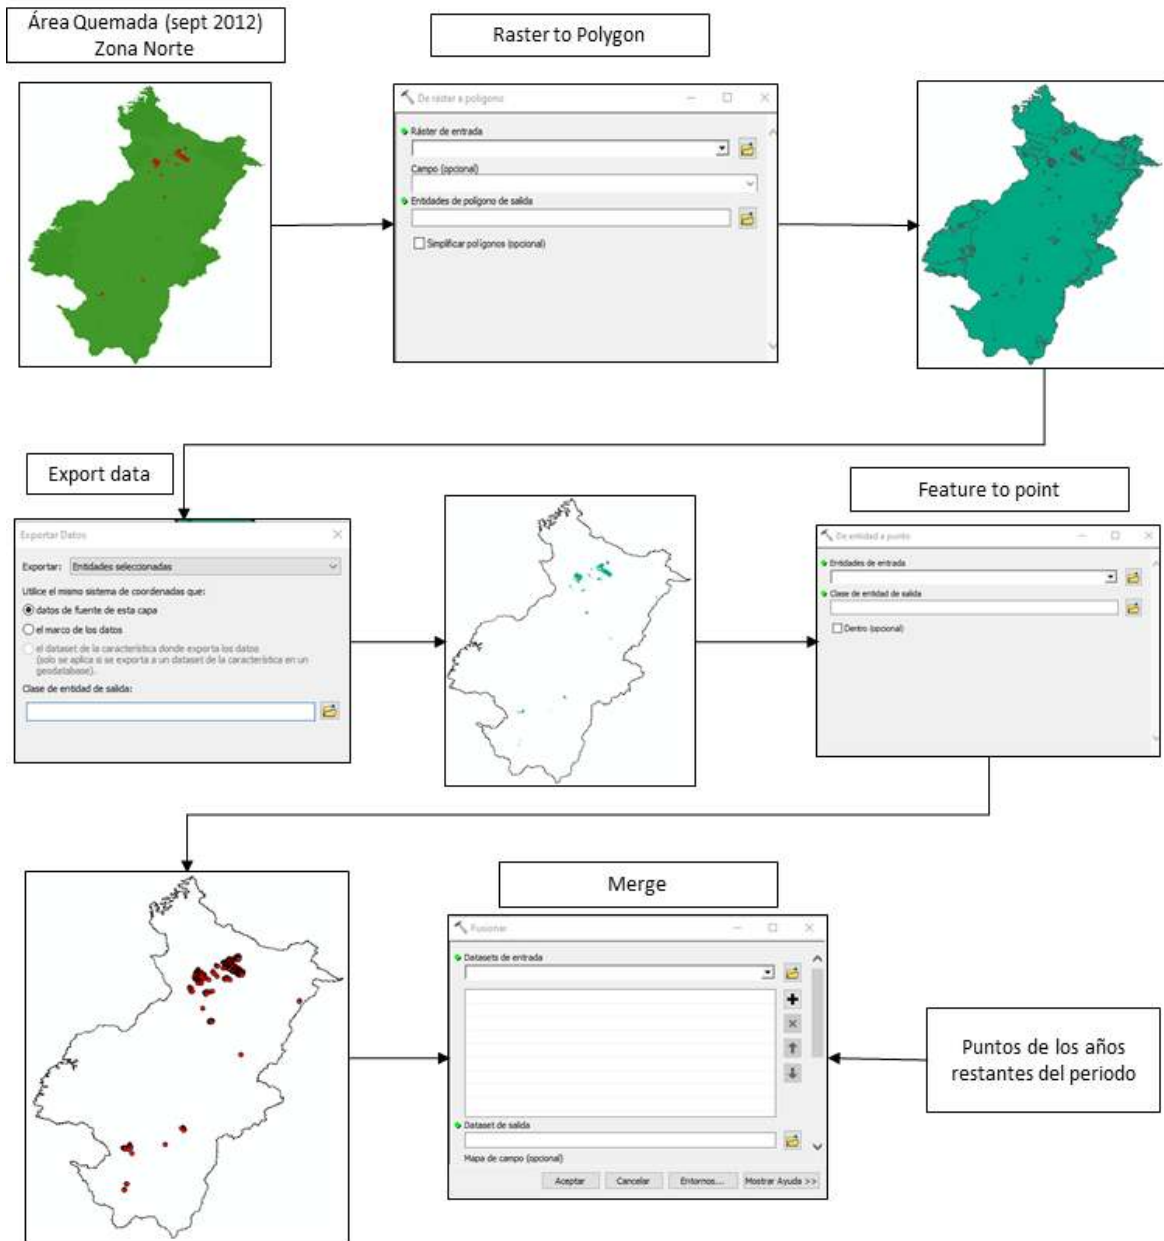 Área Quemada (sept 2012)
Zona Norte
Raster to Polygon
De raster a polígono
Ráster de entrada
Campo (opcional)
Entidades de polígono de salida
Simplificar polígonos (opcional)
Export data
Feature to point
Exportar Datos
Exportar: Entidades seleccionadas
Utilice el mismo sistema de coordenadas que:
datos de fuente de esta capa
el marco de los datos
el dataset de la característica donde exporta los datos
(solo se aplica si se exporta a un dataset de la característica en un
geodatabase).
Clase de entidad de salida:
De entidad a punto
Entidades de entrada
Clase de entidad de salida
Dentro (opcional)
Merge
Fusionar
Datasets de entrada
Dataset de salida
Mapa de campo (opcional)
Aceptar
Cancelar
Entornos...
Mostrar Ayuda >>
Puntos de los años
restantes del periodo